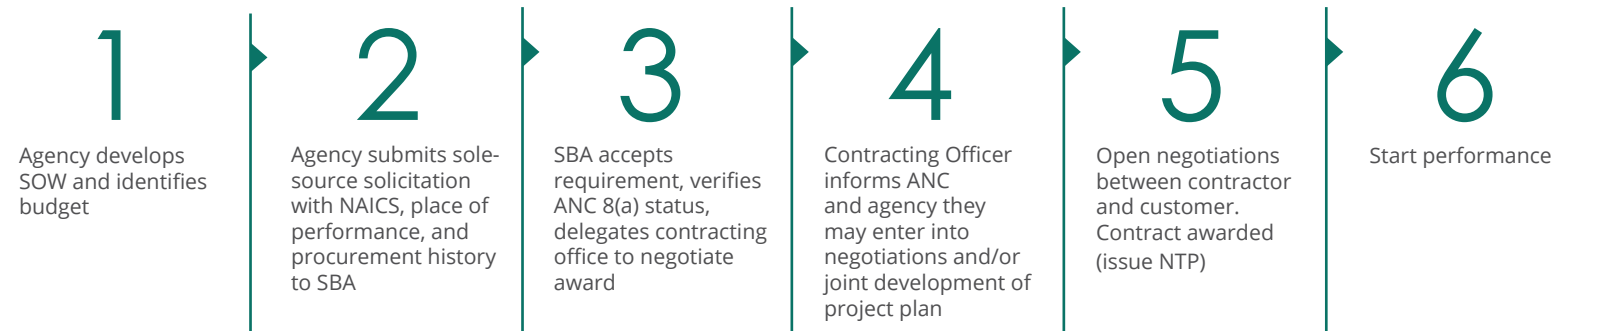 1
Agency develops
SOW and identifies
budget
2
Agency submits sole-
source solicitation
with NAICS, place of
performance, and
procurement history
to SBA
3
SBA accepts
requirement, verifies
ANC 8(a) status,
delegates contracting
office to negotiate
award
4
Contracting Officer
informs ANC
and agency they
may enter into
negotiations and/or
joint development of
project plan
5
Open negotiations
between contractor
and customer.
Contract awarded
(issue NTP)
6
Start performance